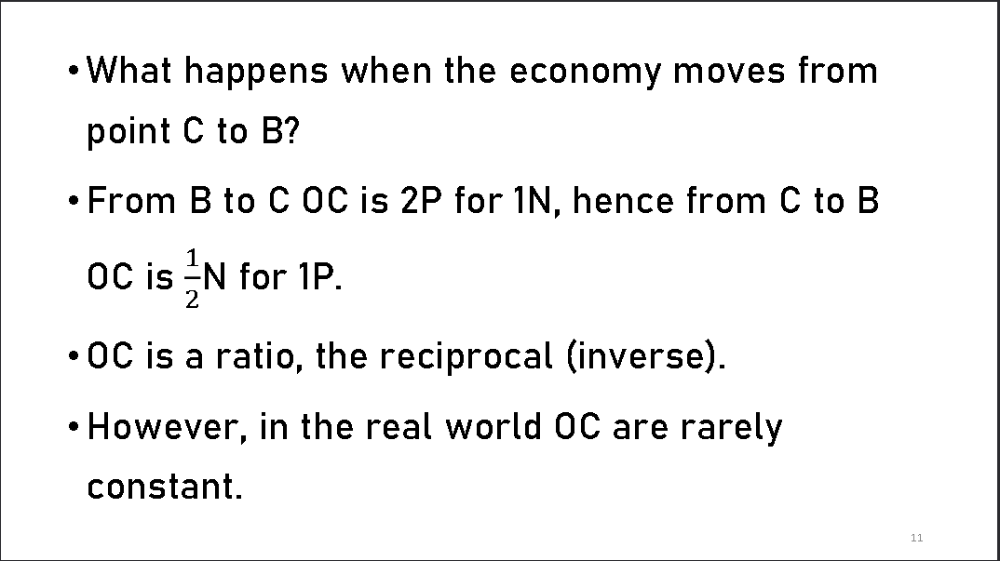 • What happens when the economy moves from
point C to B?
• From B to C OC is 2P for 1N, hence from C to B
OC is 1/2N for 1P.
• OC is a ratio, the reciprocal (inverse).
• However, in the real world OC are rarely
constant.
11